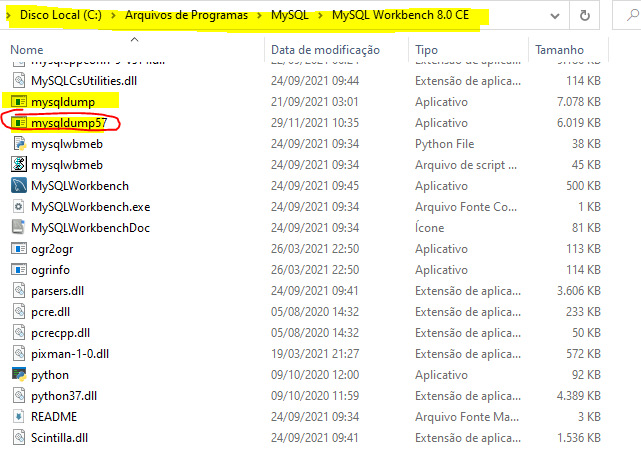 Disco Local (C:) > Arquivos de Programas > MySQL > MySQL Workbench 8.0 CE
Nome Data de modificação Tipo Tamanho
MySQLCsUtilities.dll 24/09/2021 09:44 Extensão de aplica... 114 KB
mysqldump 21/09/2021 03:01 Aplicativo 7.078 KB
mysqldump57 29/11/2021 10:35 Aplicativo 6.019 KB
mysqlwbmeb 24/09/2021 09:34 Python File 38 KB
mysqlwbmeb 24/09/2021 09:34 Arquivo de script ... 45 KB
MySQLWorkbench 24/09/2021 09:45 Aplicativo 500 KB
MySQLWorkbench.exe 24/09/2021 09:34 Arquivo Fonte Co... 1 KB
MySQLWorkbenchDoc 24/09/2021 09:34 Ícone 81 KB
ogr2ogr 26/03/2021 22:50 Aplicativo 113 KB
ogrinfo 26/03/2021 22:50 Aplicativo 114 KB
parsers.dll 24/09/2021 09:41 Extensão de aplica... 3.606 KB
pcre.dll 05/08/2020 14:32 Extensão de aplica... 233 KB
pcrecpp.dll 05/08/2020 14:32 Extensão de aplica... 50 KB
pixman-1-0.dll 19/03/2021 21:27 Extensão de aplica... 572 KB
python 09/10/2020 12:00 Aplicativo 92 KB
python37.dll 09/10/2020 11:59 Extensão de aplica... 4.389 KB
README 24/09/2021 09:34 Arquivo Fonte Ma... 3 KB
Scintilla.dll 24/09/2021 09:41 Extensão de aplica... 1.536 KB